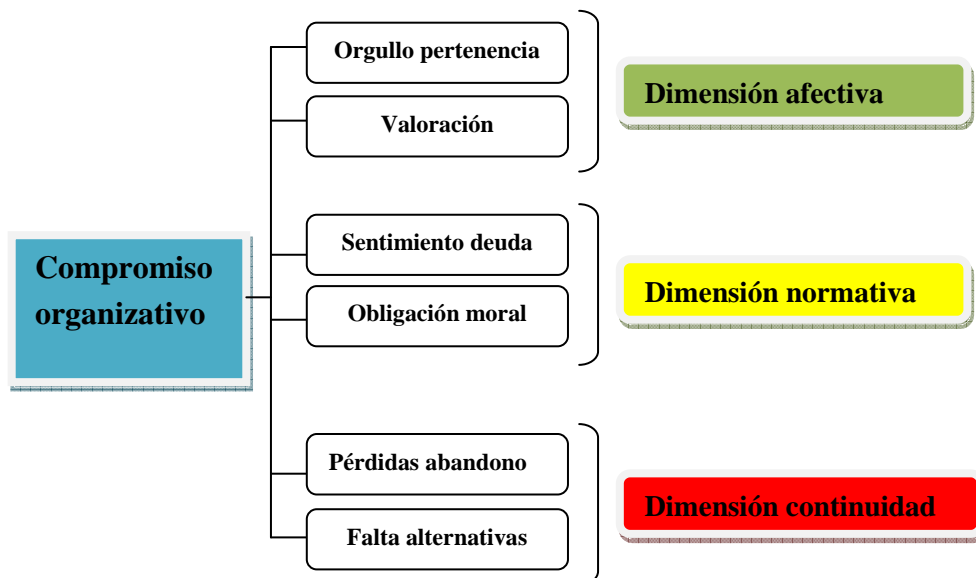 Compromiso
organizativo
Orgullo pertenencia
Valoración
Dimensión afectiva
Sentimiento deuda
Obligación moral
Dimensión normativa
Pérdidas abandono
Falta alternativas
Dimensión continuidad